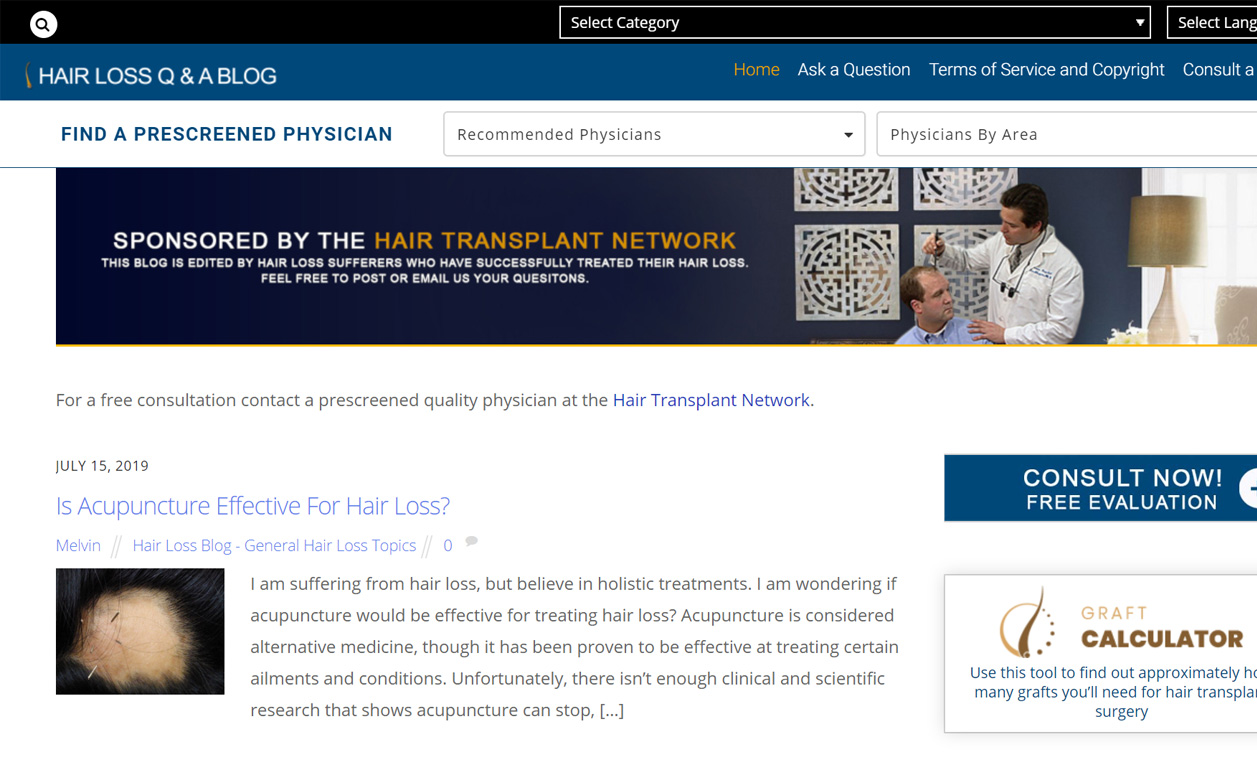 Select Category
Select Lang
HAIR LOSS Q & A BLOG
Home Ask a Question Terms of Service and Copyright Consult a
FIND A PRESCREENED PHYSICIAN
Recommended Physicians
Physicians By Area
SPONSORED BY THE HAIR TRANSPLANT NETWORK
THIS BLOG IS EDITED BY HAIR LOSS SUFFERERS WHO HAVE SUCCESSFULLY TREATED THEIR HAIR LOSS.
FEEL FREE TO POST OR EMAIL US YOUR QUESITONS.
For a free consultation contact a prescreened quality physician at the Hair Transplant Network.
JULY 15, 2019
Is Acupuncture Effective For Hair Loss?
Melvin // Hair Loss Blog - General Hair Loss Topics // 0
I am suffering from hair loss, but believe in holistic treatments. I am wondering if
acupuncture would be effective for treating hair loss? Acupuncture is considered
alternative medicine, though it has been proven to be effective at treating certain
ailments and conditions. Unfortunately, there isn’t enough clinical and scientific
research that shows acupuncture can stop, [...]
CONSULT NOW!
FREE EVALUATION
GRAFT
CALCULATOR
Use this tool to find out approximately ho
many grafts you’ll need for hair transplan
surgery